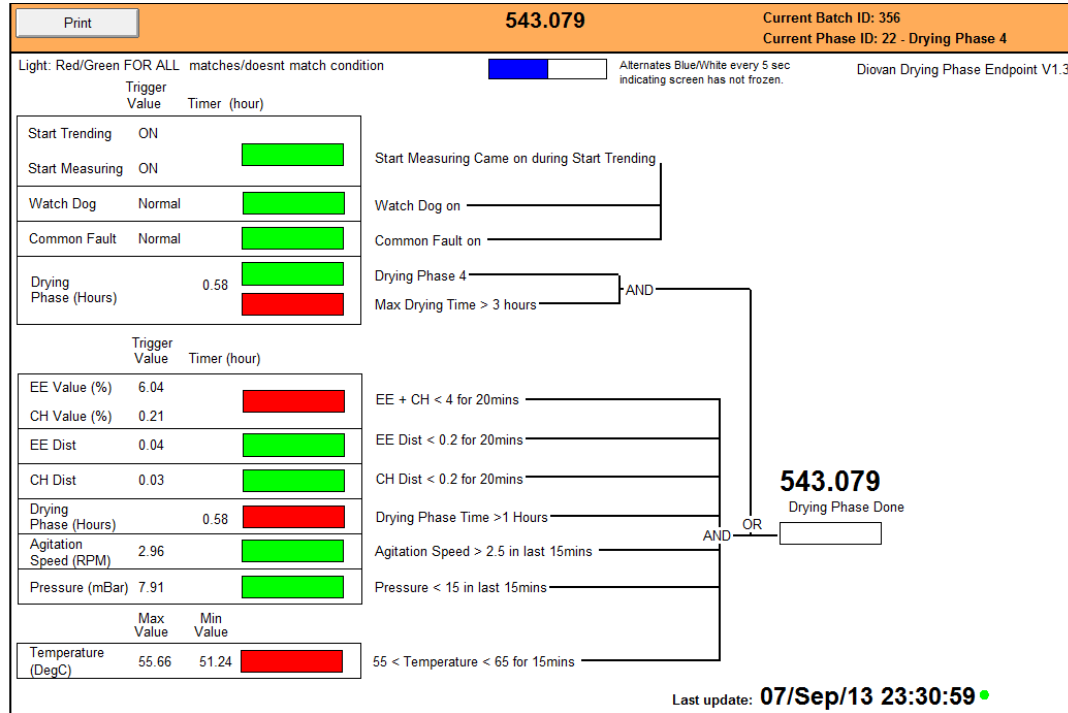 Print
543.079
Current Batch ID: 356
Current Phase ID: 22 - Drying Phase 4
Light: Red/Green FOR ALL matches/doesnt match condition
Alternates Blue/White every 5 sec
indicating screen has not frozen.
Diovan Drying Phase Endpoint V1.3
Trigger
Value Timer (hour)
Start Trending ON
Start Measuring ON
Start Measuring Came on during Start Trending
Watch Dog Normal
Watch Dog on
Common Fault Normal
Common Fault on
Drying
Phase (Hours) 0.58
Drying Phase 4
Max Drying Time > 3 hours
AND
Trigger
Value Timer (hour)
EE Value (%) 6.04
CH Value (%) 0.21
EE + CH < 4 for 20mins
EE Dist 0.04
EE Dist < 0.2 for 20mins
CH Dist 0.03
CH Dist < 0.2 for 20mins
Drying
Phase (Hours) 0.58
Drying Phase Time >1 Hours
Agitation
Speed (RPM) 2.96
Agitation Speed > 2.5 in last 15mins
Pressure (mBar) 7.91
Pressure < 15 in last 15mins
AND
OR
543.079
Drying Phase Done
Max
Value
Min
Value
Temperature
(DegC) 55.66 51.24
55 < Temperature < 65 for 15mins
Last update: 07/Sep/13 23:30:59